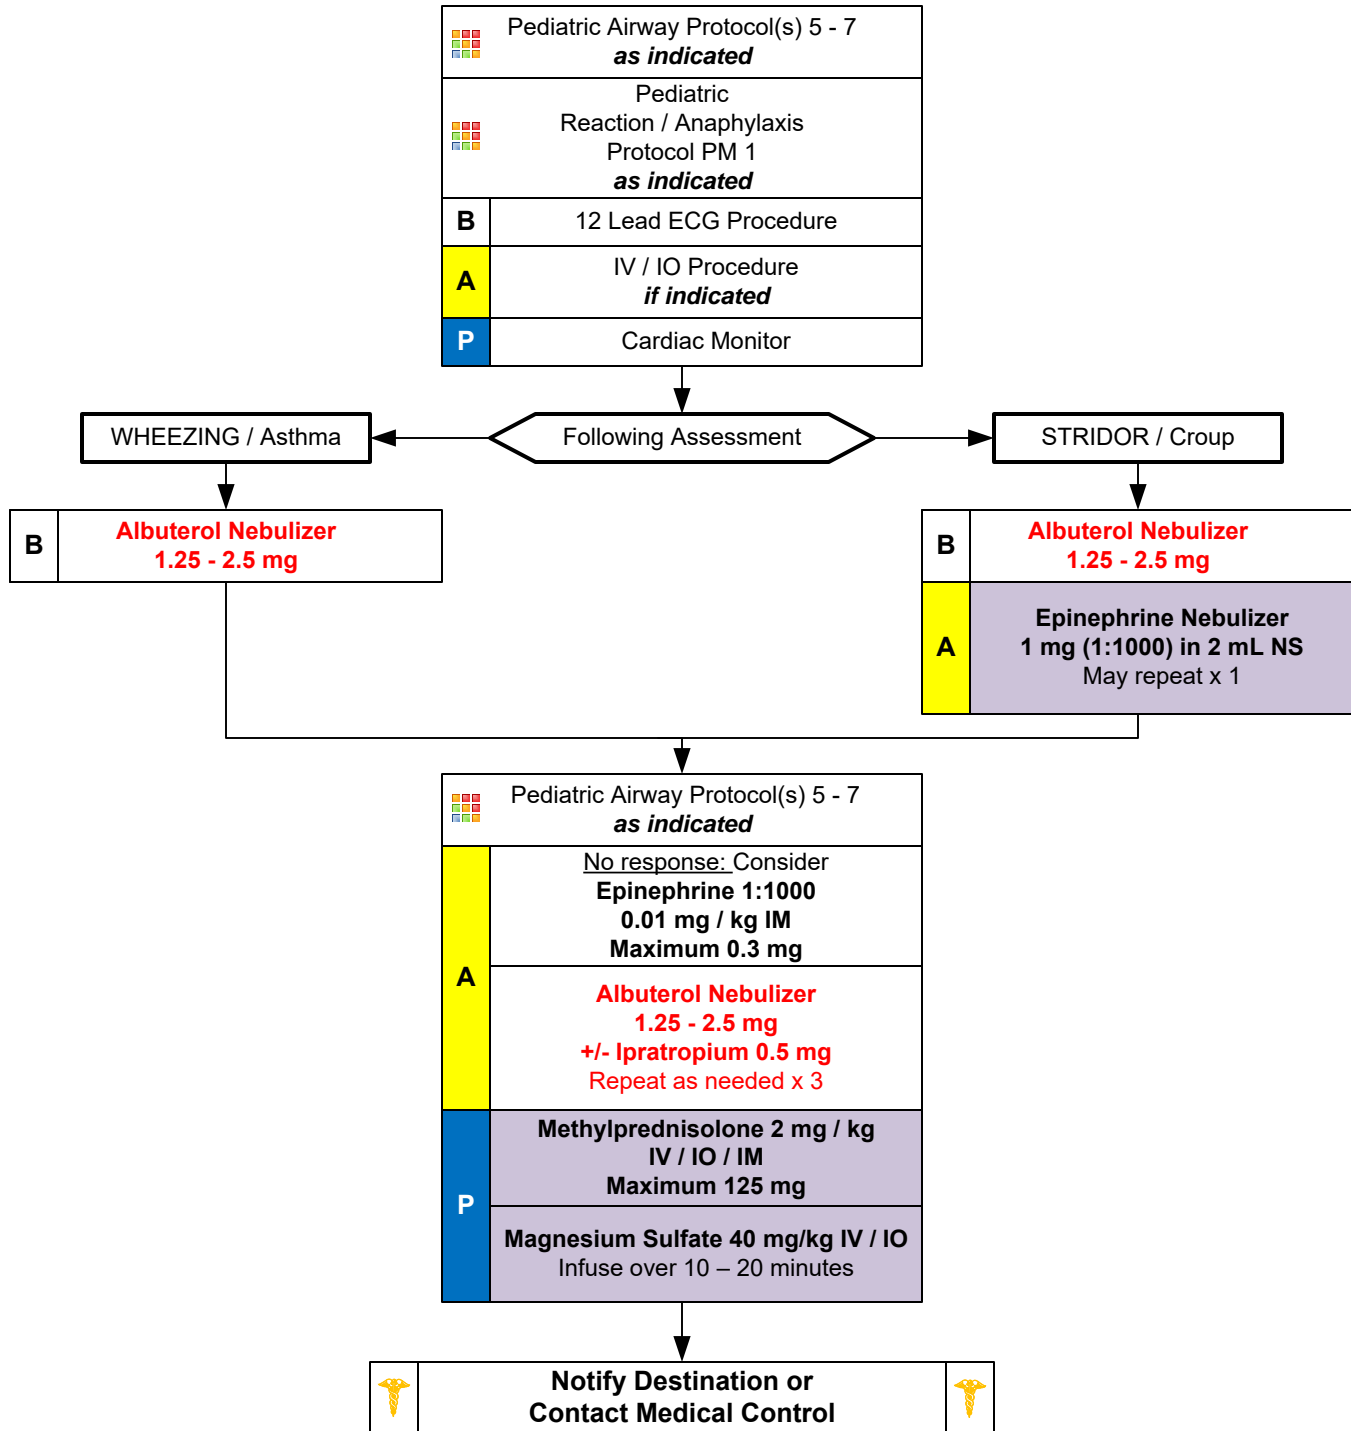 Pediatric Airway Protocol(s) 5 - 7
as indicated
Pediatric
Reaction / Anaphylaxis
Protocol PM 1
as indicated
B
12 Lead ECG Procedure
A
IV / IO Procedure
if indicated
P
Cardiac Monitor
WHEEZING / Asthma
Following Assessment
STRIDOR / Croup
B
Albuterol Nebulizer
1.25 - 2.5 mg
B
Albuterol Nebulizer
1.25 - 2.5 mg
A
Epinephrine Nebulizer
1 mg (1:1000) in 2 mL NS
May repeat x 1
Pediatric Airway Protocol(s) 5 - 7
as indicated
A
No response: Consider
Epinephrine 1:1000
0.01 mg / kg IM
Maximum 0.3 mg
Albuterol Nebulizer
1.25 - 2.5 mg
+/- Ipratropium 0.5 mg
Repeat as needed x 3
P
Methylprednisolone 2 mg / kg
IV / IO / IM
Maximum 125 mg
Magnesium Sulfate 40 mg/kg IV / IO
Infuse over 10 – 20 minutes
Notify Destination or
Contact Medical Control